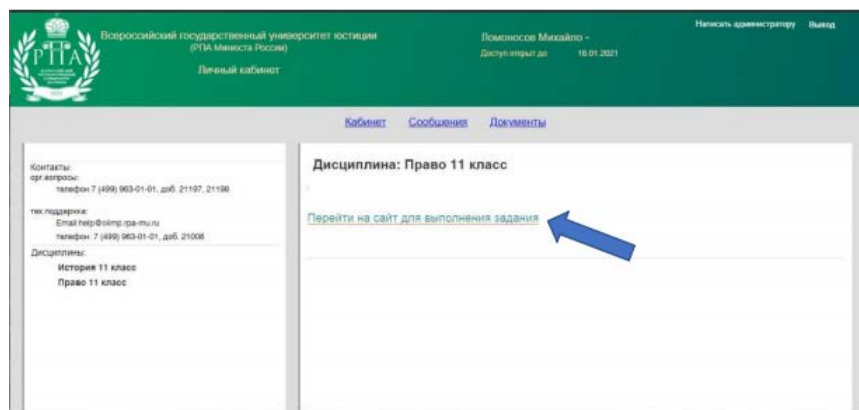 РПА
Всероссийский государственный университет юстиции
(РПА Минюста России)
Личный кабинет
Ломоносов Михайло -
Доступ открыт до 16.01.2021
Написать администратору Выход
Кабинет Сообщения Документы
Контакты:
орг.вопросы:
телефон 7 (499) 963-01-01, доб. 21197, 21198
тех.поддержка:
Email:help@olimp.rpa-mu.ru
телефон: 7 (499) 963-01-01, доб. 21006
Дисциплины:
История 11 класс
Право 11 класс
Дисциплина: Право 11 класс
Перейти на сайт для выполнения задания